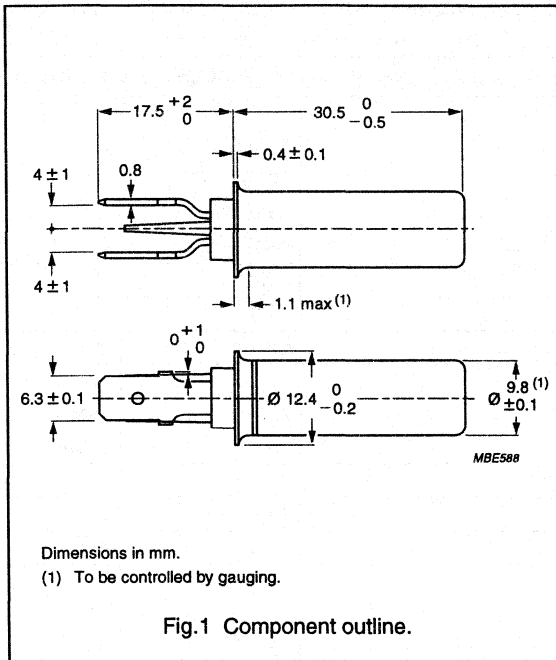 17.5 +2 0
30.5 0 −0.5
0.4 ± 0.1
4 ± 1
0.8
4 ± 1
1.1 max (1)
0 +1 0
6.3 ± 0.1
Ø 12.4 0 −0.2
Ø 9.8 (1) ±0.1
MBE588
Dimensions in mm.
(1) To be controlled by gauging.
Fig.1 Component outline.